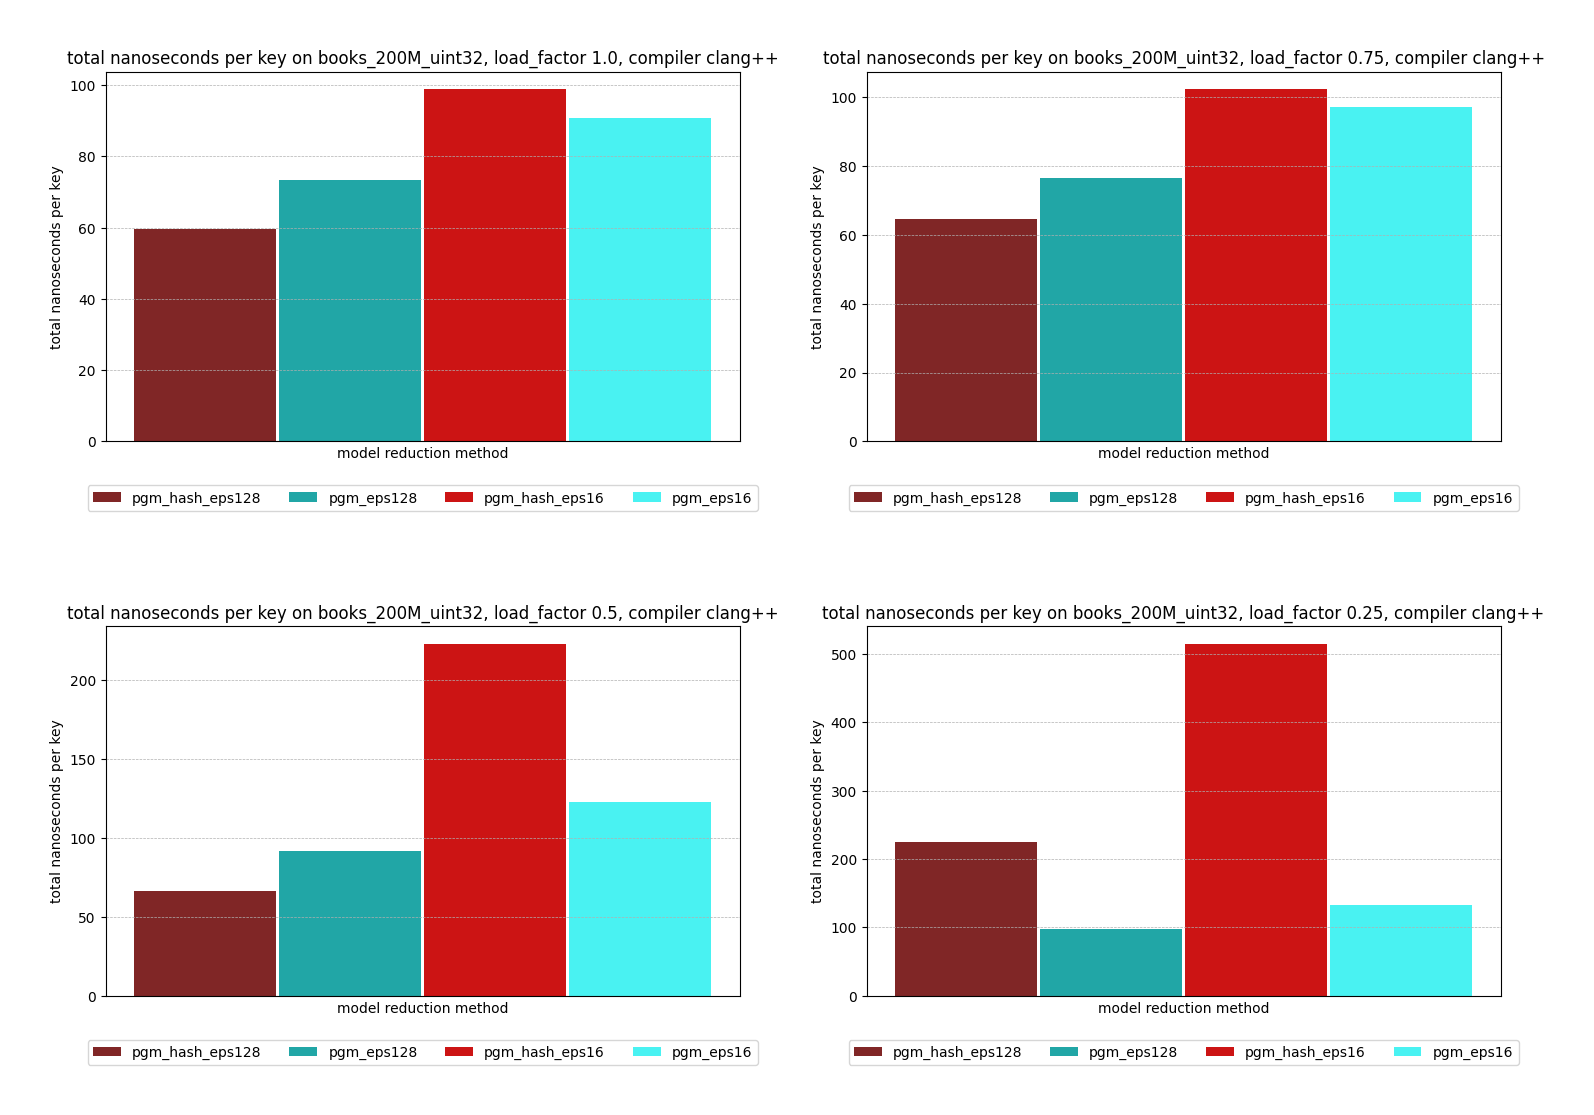 total nanoseconds per key on books_200M_uint32, load_factor 1.0, compiler clang++
total nanoseconds per key
100
80
60
40
20
0
model reduction method
pgm_hash_eps128 pgm_eps128 pgm_hash_eps16 pgm_eps16
total nanoseconds per key on books_200M_uint32, load_factor 0.75, compiler clang++
total nanoseconds per key
100
80
60
40
20
0
model reduction method
pgm_hash_eps128 pgm_eps128 pgm_hash_eps16 pgm_eps16
total nanoseconds per key on books_200M_uint32, load_factor 0.5, compiler clang++
total nanoseconds per key
200
150
100
50
0
model reduction method
pgm_hash_eps128 pgm_eps128 pgm_hash_eps16 pgm_eps16
total nanoseconds per key on books_200M_uint32, load_factor 0.25, compiler clang++
total nanoseconds per key
500
400
300
200
100
0
model reduction method
pgm_hash_eps128 pgm_eps128 pgm_hash_eps16 pgm_eps16